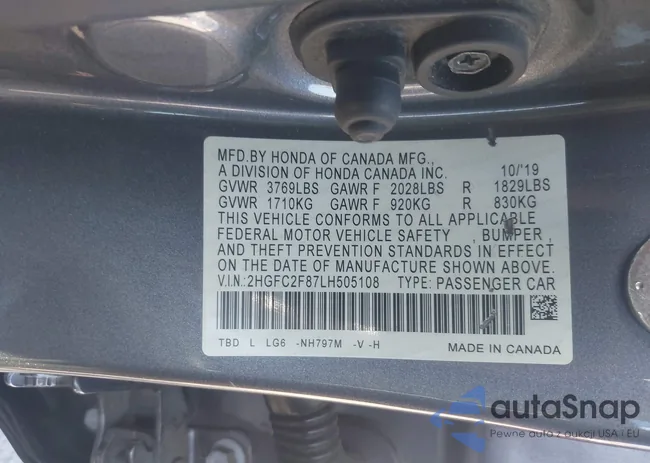 MFD.BY HONDA OF CANADA MFG.,
A DIVISION OF HONDA CANADA INC. 10/'19
GVWR 3769LBS GAWR F 2028LBS R 1829LBS
GVWR 1710KG GAWR F 920KG R 830KG
THIS VEHICLE CONFORMS TO ALL APPLICABLE
FEDERAL MOTOR VEHICLE SAFETY , BUMPER ,
AND THEFT PREVENTION STANDARDS IN EFFECT
ON THE DATE OF MANUFACTURE SHOWN ABOVE.
V.I.N.:2HGFC2F87LH505108 TYPE: PASSENGER CAR
TBD L LG6 -NH797M -V -H MADE IN CANADA
autaSnap
Pewne auta z aukcji USA i EU